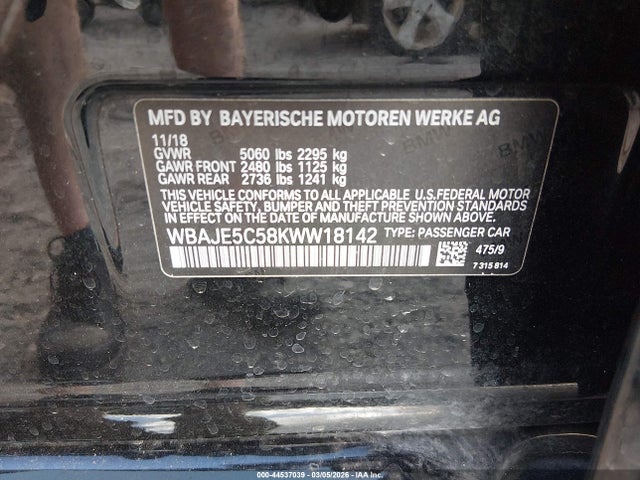 MFD BY BAYERISCHE MOTOREN WERKE AG
11/18
GVWR 5060 lbs 2295 kg
GAWR FRONT 2480 lbs 1125 kg
GAWR REAR 2736 lbs 1241 kg
THIS VEHICLE CONFORMS TO ALL APPLICABLE U.S.FEDERAL MOTOR
VEHICLE SAFETY, BUMPER AND THEFT PREVENTION STANDARDS
IN EFFECT ON THE DATE OF MANUFACTURE SHOWN ABOVE.
WBAJE5C58KWW18142 TYPE: PASSENGER CAR
475/9
7 315 814
000-44537039 — 03/05/2026 — IAA Inc.